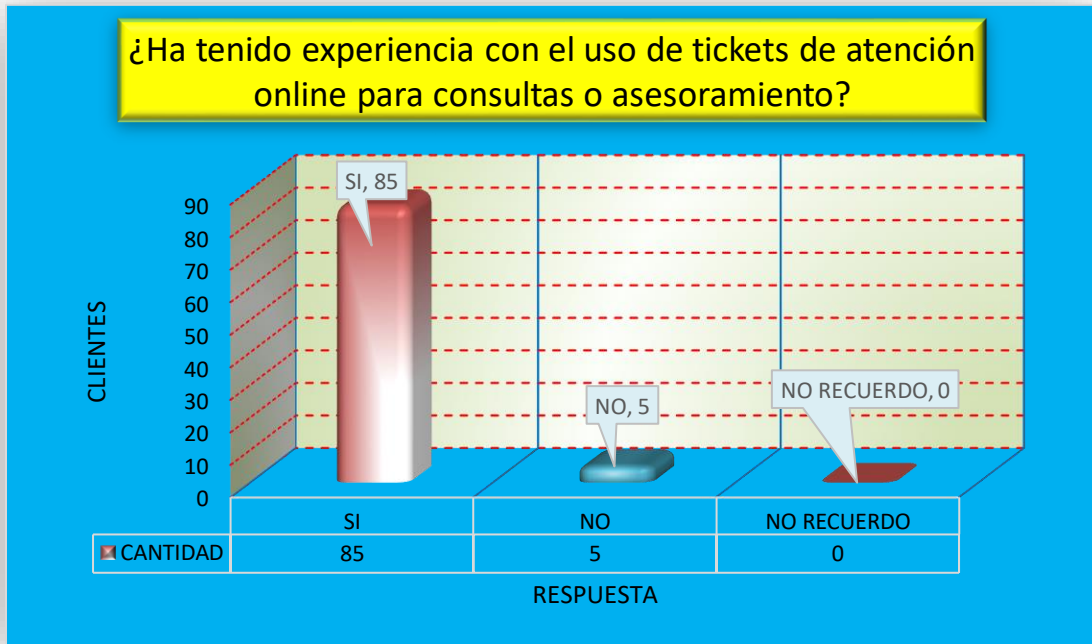 ¿Ha tenido experiencia con el uso de tickets de atención
online para consultas o asesoramiento?
SI, 85
NO, 5
NO RECUERDO, 0
90
80
70
60
50
40
30
20
10
0
CLIENTES
SI NO NO RECUERDO
CANTIDAD 85 5 0
RESPUESTA